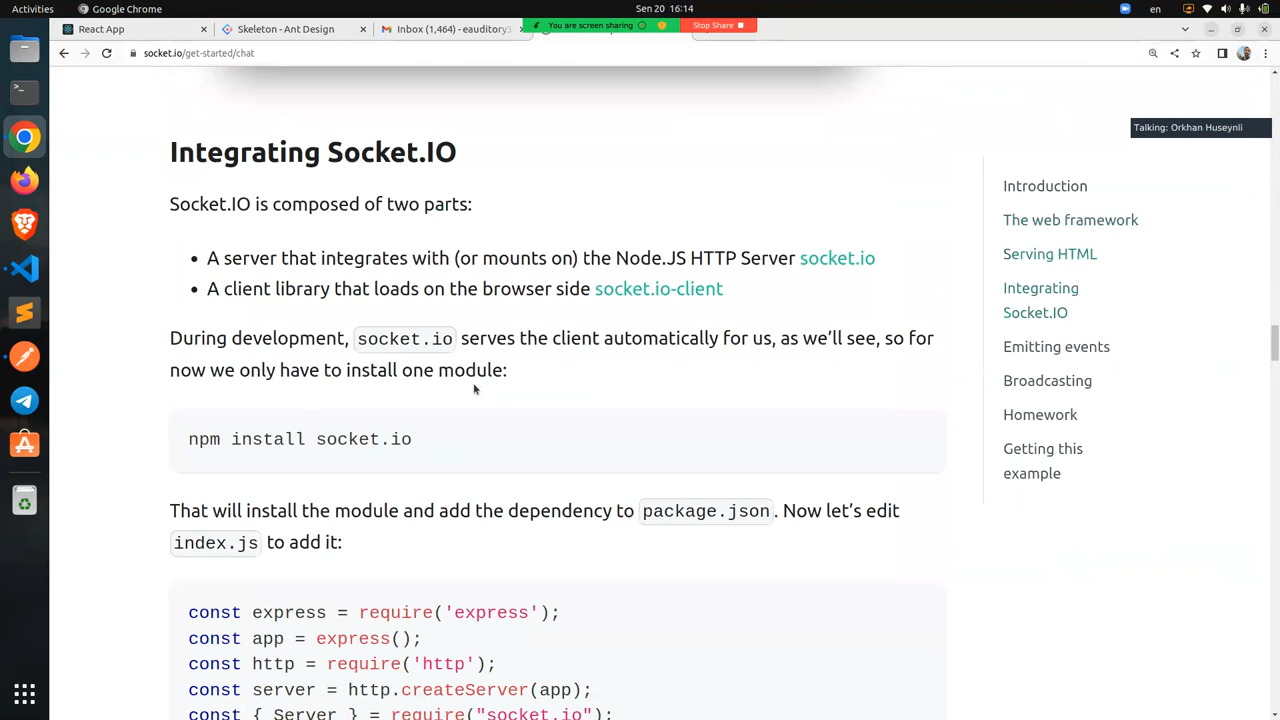 Activities
Google Chrome
Sen 20 16:14
en
React App
Skeleton - Ant Design
Inbox (1,464) - eauditory3
You are screen sharing
Stop Share
socket.io/get-started/chat
Talking: Orkhan Huseynli
Integrating Socket.IO
Socket.IO is composed of two parts:
A server that integrates with (or mounts on) the Node.JS HTTP Server socket.io
A client library that loads on the browser side socket.io-client
During development, socket.io serves the client automatically for us, as we’ll see, so for
now we only have to install one module:
npm install socket.io
That will install the module and add the dependency to package.json. Now let’s edit
index.js to add it:
const express = require('express');
const app = express();
const http = require('http');
const server = http.createServer(app);
const { Server } = require("socket.io");
Introduction
The web framework
Serving HTML
Integrating
Socket.IO
Emitting events
Broadcasting
Homework
Getting this
example